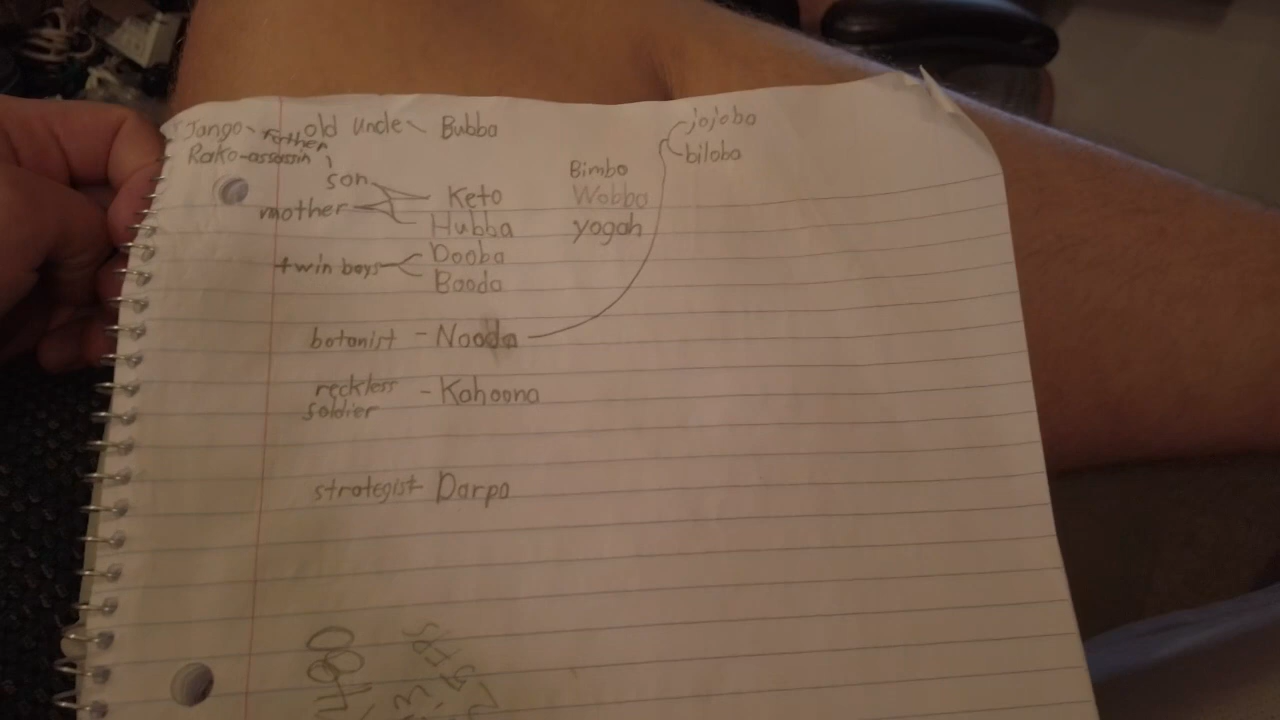 Jango - father old uncle - Bubba
Rako-assassin
jojoba
biloba
son
mother
Keto
Hubba
Bimbo
Wobbo
yogah
twin boys
Dooba
Booda
botanist - Nooda
reckless soldier - Kahoona
strategist - Darpa